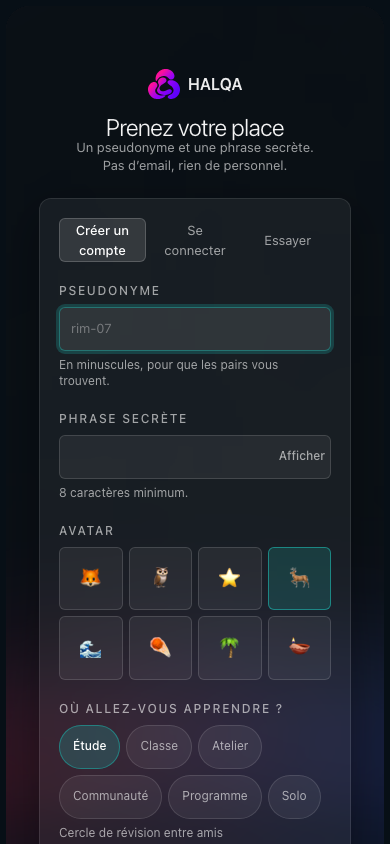 HALQA
Prenez votre place
Un pseudonyme et une phrase secrète.
Pas d'email, rien de personnel.
Créer un
compte
Se
connecter
Essayer
PSEUDONYME
rim-07
En minuscules, pour que les pairs vous
trouvent.
PHRASE SECRÈTE
Afficher
8 caractères minimum.
AVATAR
OÙ ALLEZ-VOUS APPRENDRE ?
Étude
Classe
Atelier
Communauté
Programme
Solo
Cercle de révision entre amis